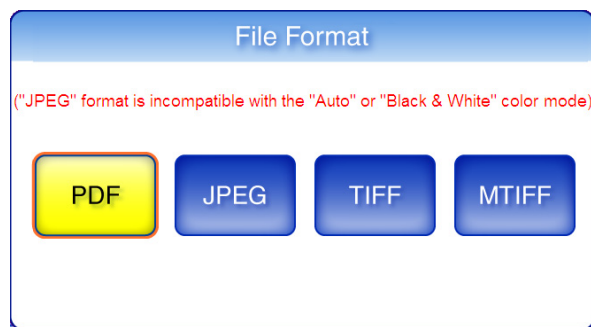 File Format
("JPEG" format is incompatible with the "Auto" or "Black & White" color mode)
PDF JPEG TIFF MTIFF